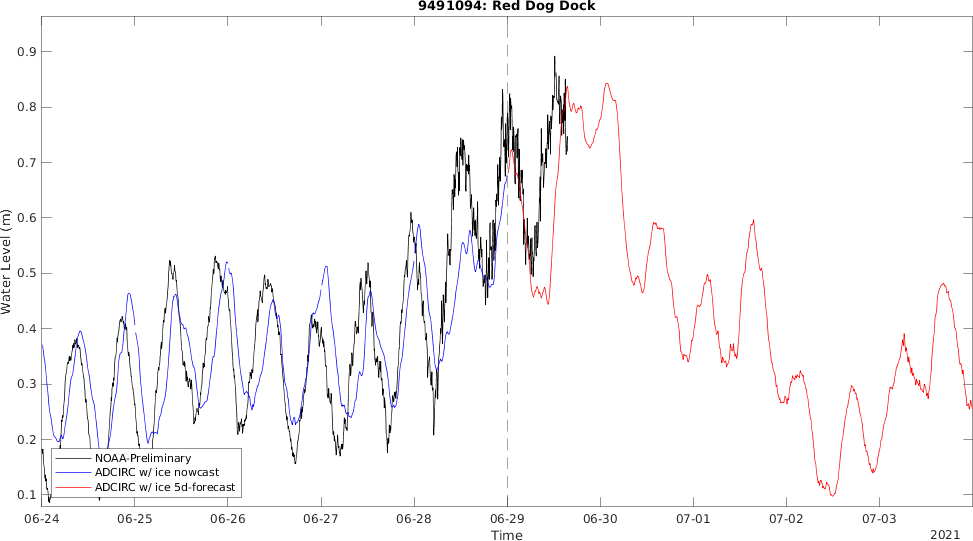 9491094: Red Dog Dock
0.9
0.8
0.7
0.6
0.5
0.4
0.3
0.2
0.1
Water Level (m)
NOAA-Preliminary
ADCIRC w/ ice nowcast
ADCIRC w/ ice 5d-forecast
06-24 06-25 06-26 06-27 06-28 06-29 06-30 07-01 07-02 07-03
Time
2021